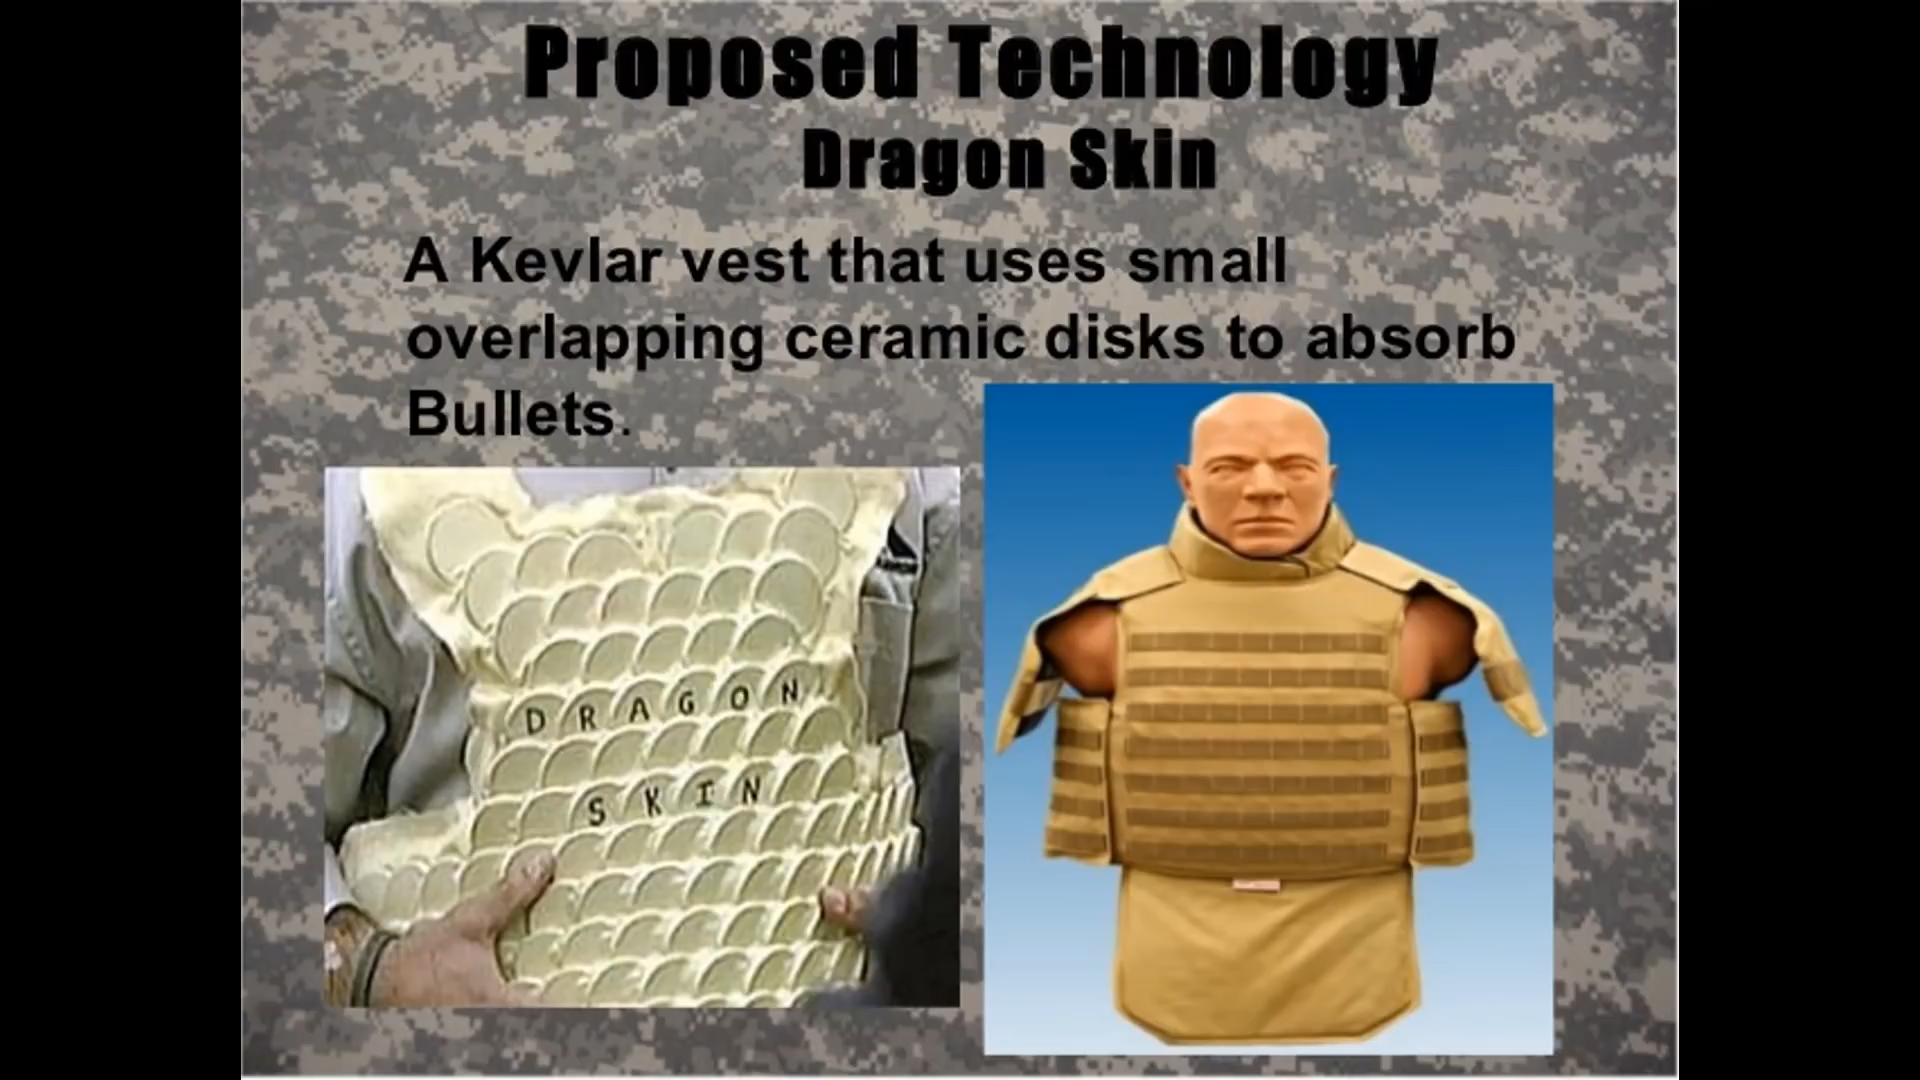 Proposed Technology
Dragon Skin
A Kevlar vest that uses small
overlapping ceramic disks to absorb
Bullets.
DRAGON
SKIN